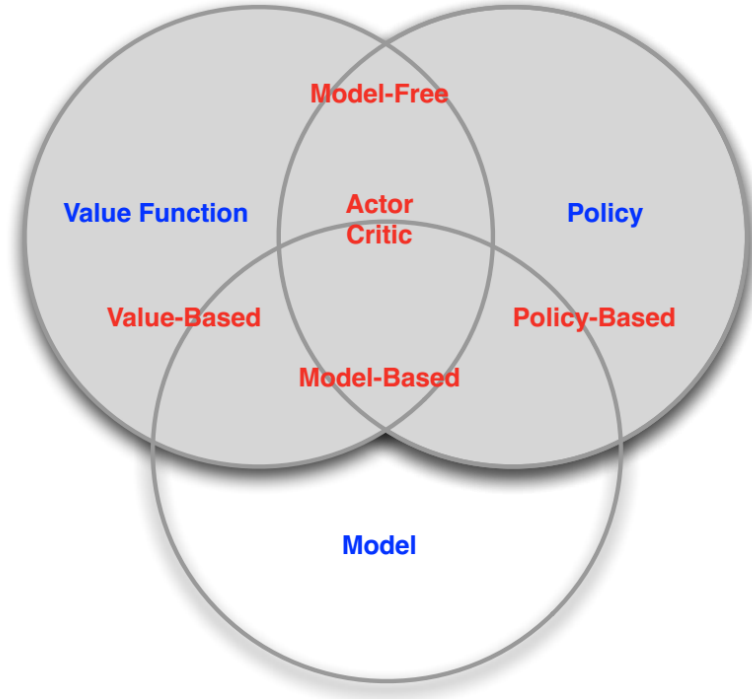 Model-Free
Value Function
Actor
Critic
Policy
Value-Based
Policy-Based
Model-Based
Model